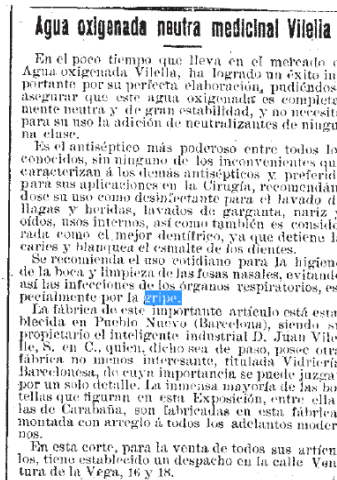 Agua oxigenada neutra medicinal Vilella
En el poco tiempo que lleva en el mercado e
Agua oxigenada Vilella, ha logrado un éxito im
portante por su perfecta elaboración, pudiéndos
asegurar que este agua oxigenada es complete
mente neutra y de gran estabilidad, y no necesit
para su uso la adición de neutralizantes de ningu
na clase.
Es el antiséptico más poderoso entre todos lo
conocidos, sin ninguno de los inconvenientes qu
caracterizan á los demás antisépticos y preferid
para sus aplicaciones en la Cirugía, recomendán
dose su uso como desinfectante para el lavado d
llagas y heridas, lavados de garganta, nariz y
oídos, usos internos, así como también es conside
rada como el mejor dentífrico, ya que detiene l
caries y blanquea el esmalte de los dientes.
Se recomienda el uso cotidiano para la higien
de la boca y limpieza de las fosas nasales, evitand
así las infecciones de los órganos respiratorios, es
pecialmente por la gripe.
La fábrica de este importante artículo está esta
blecida en Pueblo Nuevo (Barcelona), siendo s
propietario el inteligente industrial D. Juan Vile
lle, S. en C., quien, dicho sea de paso, posee otr
fábrica no menos interesante, titulada Vidrierí
Barcelonesa, de cuya importancia se puede juzga
por un solo detalle. La inmensa mayoría de las bo
tellas que figuran en esta Exposición, entre ella
las de Carabaña, son fabricadas en esta fábrica
montada con arreglo á todos los adelantos moder
nos.
En esta corte, para la venta de todos sus artícu
los, tiene establecido un despacho en la calle Ven
tura de la Vega, 16 y 18.